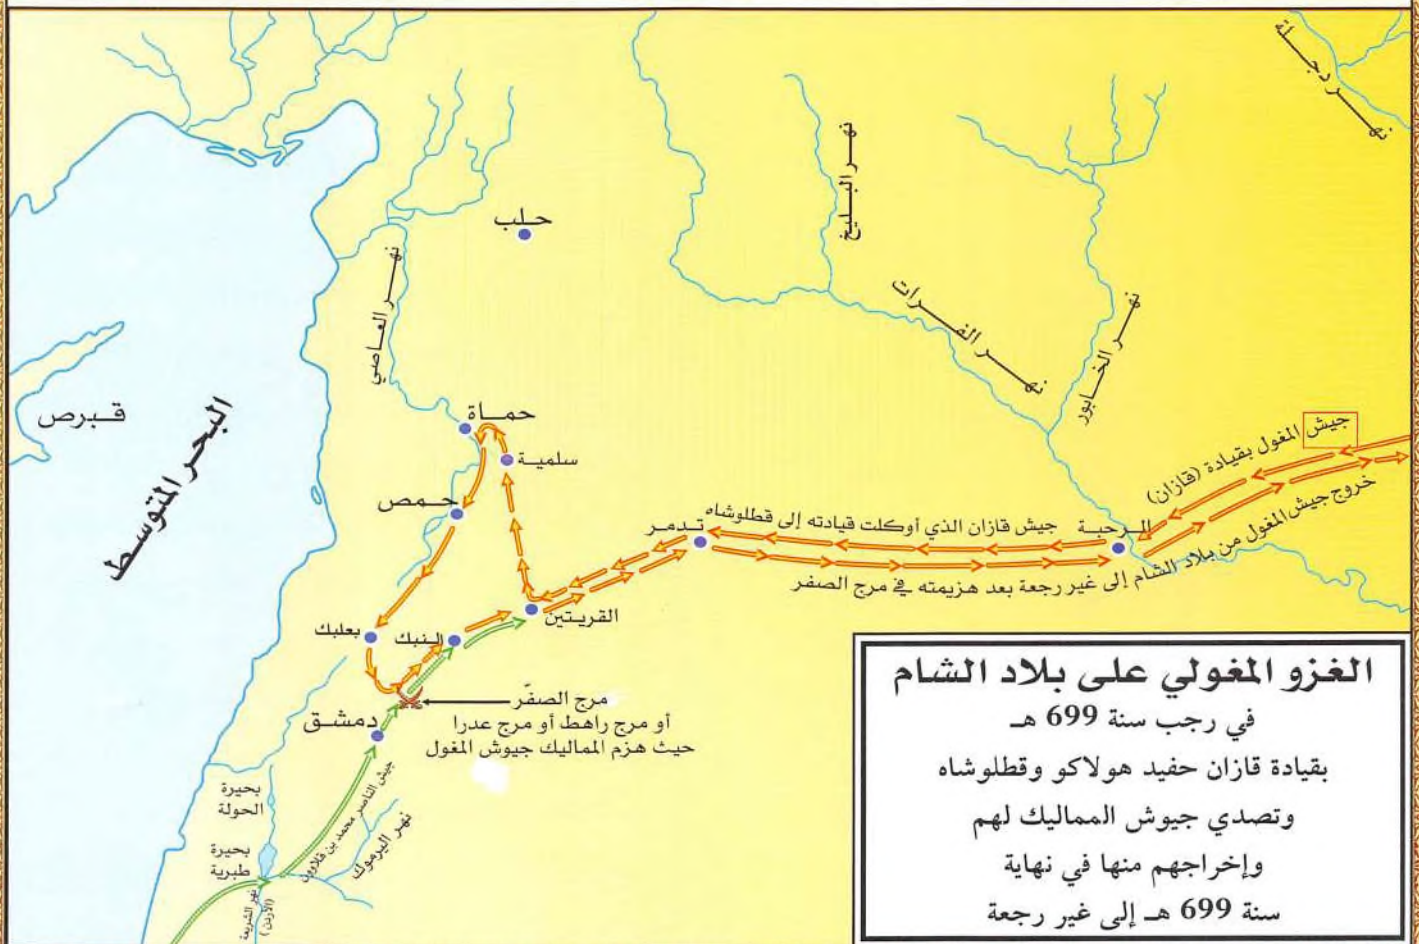 نهر دجلة
نهر البليخ
حلب
نهر العاصي
نهر الفرات
نهر الخابور
قبرص
البحر المتوسط
حماة
سلمية
حمص
جيش المغول بقيادة (قازان)
خروج جيش المغول من بلاد الشام إلى غير رجعة بعد هزيمته في مرج الصفر
الرحبة
جيش قازان الذي أوكلت قيادته إلى قطلوشاه
تدمر
القريتين
بعلبك
النبك
مرج الصفّر
أو مرج راهط أو مرج عدرا
حيث هزم المماليك جيوش المغول
دمشق
جيش الناصر محمد بن قلاوون
بحيرة
الحولة
نهر اليرموك
بحيرة
طبرية
نهر الشريعة
(الأردن)
الغزو المغولي على بلاد الشام
في رجب سنة 699 هـ
بقيادة قازان حفيد هولاكو وقطلوشاه
وتصدي جيوش المماليك لهم
وإخراجهم منها في نهاية
سنة 699 هـ إلى غير رجعة